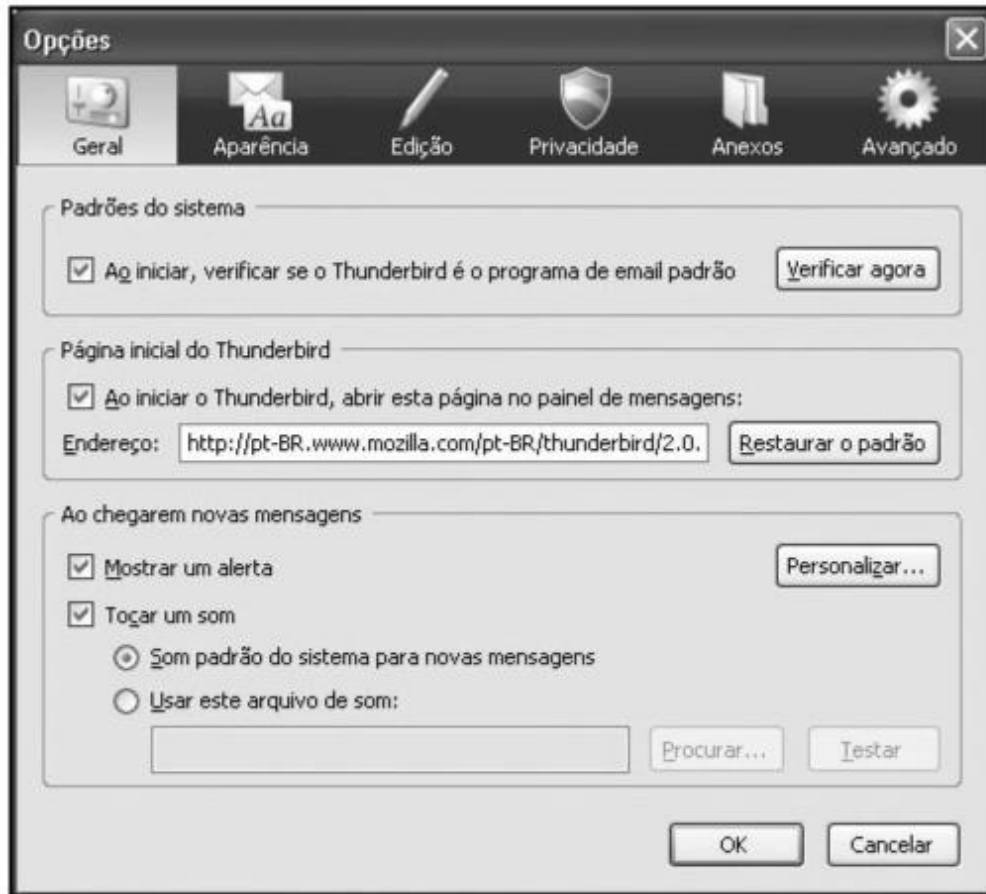 Opções
Geral Aparência Edição Privacidade Anexos Avançado
Padrões do sistema
Ao iniciar, verificar se o Thunderbird é o programa de email padrão Verificar agora
Página inicial do Thunderbird
Ao iniciar o Thunderbird, abrir esta página no painel de mensagens:
Endereço: http://pt-BR.www.mozilla.com/pt-BR/thunderbird/2.0. Restaurar o padrão
Ao chegarem novas mensagens
Mostrar um alerta Personalizar...
Tocar um som
Som padrão do sistema para novas mensagens
Usar este arquivo de som:
Procurar... Testar
OK Cancelar